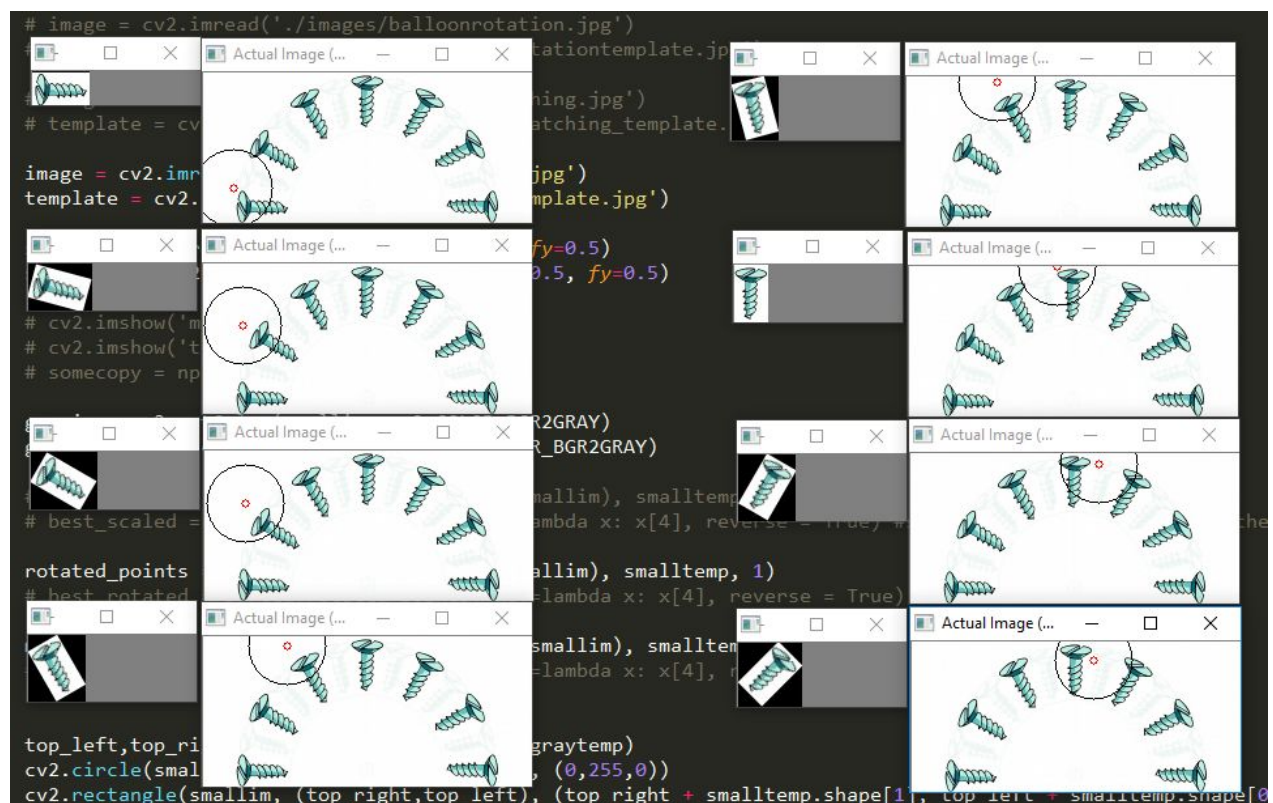 # image = cv2.imread('./images/balloonrotation.jpg')
# tationtemplate.jpg')
Actual Image (...
Actual Image (...
hing.jpg')
# template = cv atching_template.
image = cv2.imr jpg')
template = cv2. mplate.jpg')
Actual Image (...
Actual Image (...
fy=0.5)
0.5, fy=0.5)
# cv2.imshow('m
# cv2.imshow('t
# somecopy = np
R2GRAY)
Actual Image (...
Actual Image (...
R_BGR2GRAY)
# mallim), smalltemp
# best_scaled = ambda x: x[4], reverse = True) # the
rotated_points allim), smalltemp, 1)
# best_rotated =lambda x: x[4], reverse = True)
Actual Image (...
Actual Image (...
smallim), smalltem
=lambda x: x[4], r
top_left,top_ri graytemp)
cv2.circle(smal , (0,255,0))
cv2.rectangle(smallim, (top_right,top_left), (top_right + smalltemp.shape[1], top_left + smalltemp.shape[0